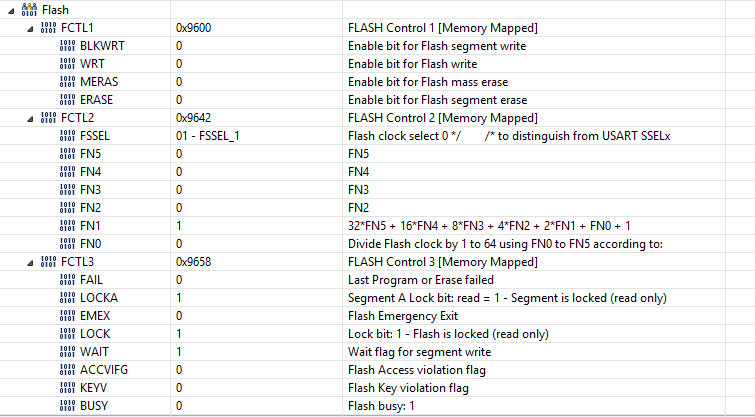 Flash
FCTL1 0x9600 FLASH Control 1 [Memory Mapped]
BLKWRT 0 Enable bit for Flash segment write
WRT 0 Enable bit for Flash write
MERAS 0 Enable bit for Flash mass erase
ERASE 0 Enable bit for Flash segment erase
FCTL2 0x9642 FLASH Control 2 [Memory Mapped]
FSSEL 01 - FSSEL_1 Flash clock select 0 */ /* to distinguish from USART SSELx
FN5 0 FN5
FN4 0 FN4
FN3 0 FN3
FN2 0 FN2
FN1 1 32*FN5 + 16*FN4 + 8*FN3 + 4*FN2 + 2*FN1 + FN0 + 1
FN0 0 Divide Flash clock by 1 to 64 using FN0 to FN5 according to:
FCTL3 0x9658 FLASH Control 3 [Memory Mapped]
FAIL 0 Last Program or Erase failed
LOCKA 1 Segment A Lock bit: read = 1 - Segment is locked (read only)
EMEX 0 Flash Emergency Exit
LOCK 1 Lock bit: 1 - Flash is locked (read only)
WAIT 1 Wait flag for segment write
ACCVIFG 0 Flash Access violation flag
KEYV 0 Flash Key violation flag
BUSY 0 Flash busy: 1